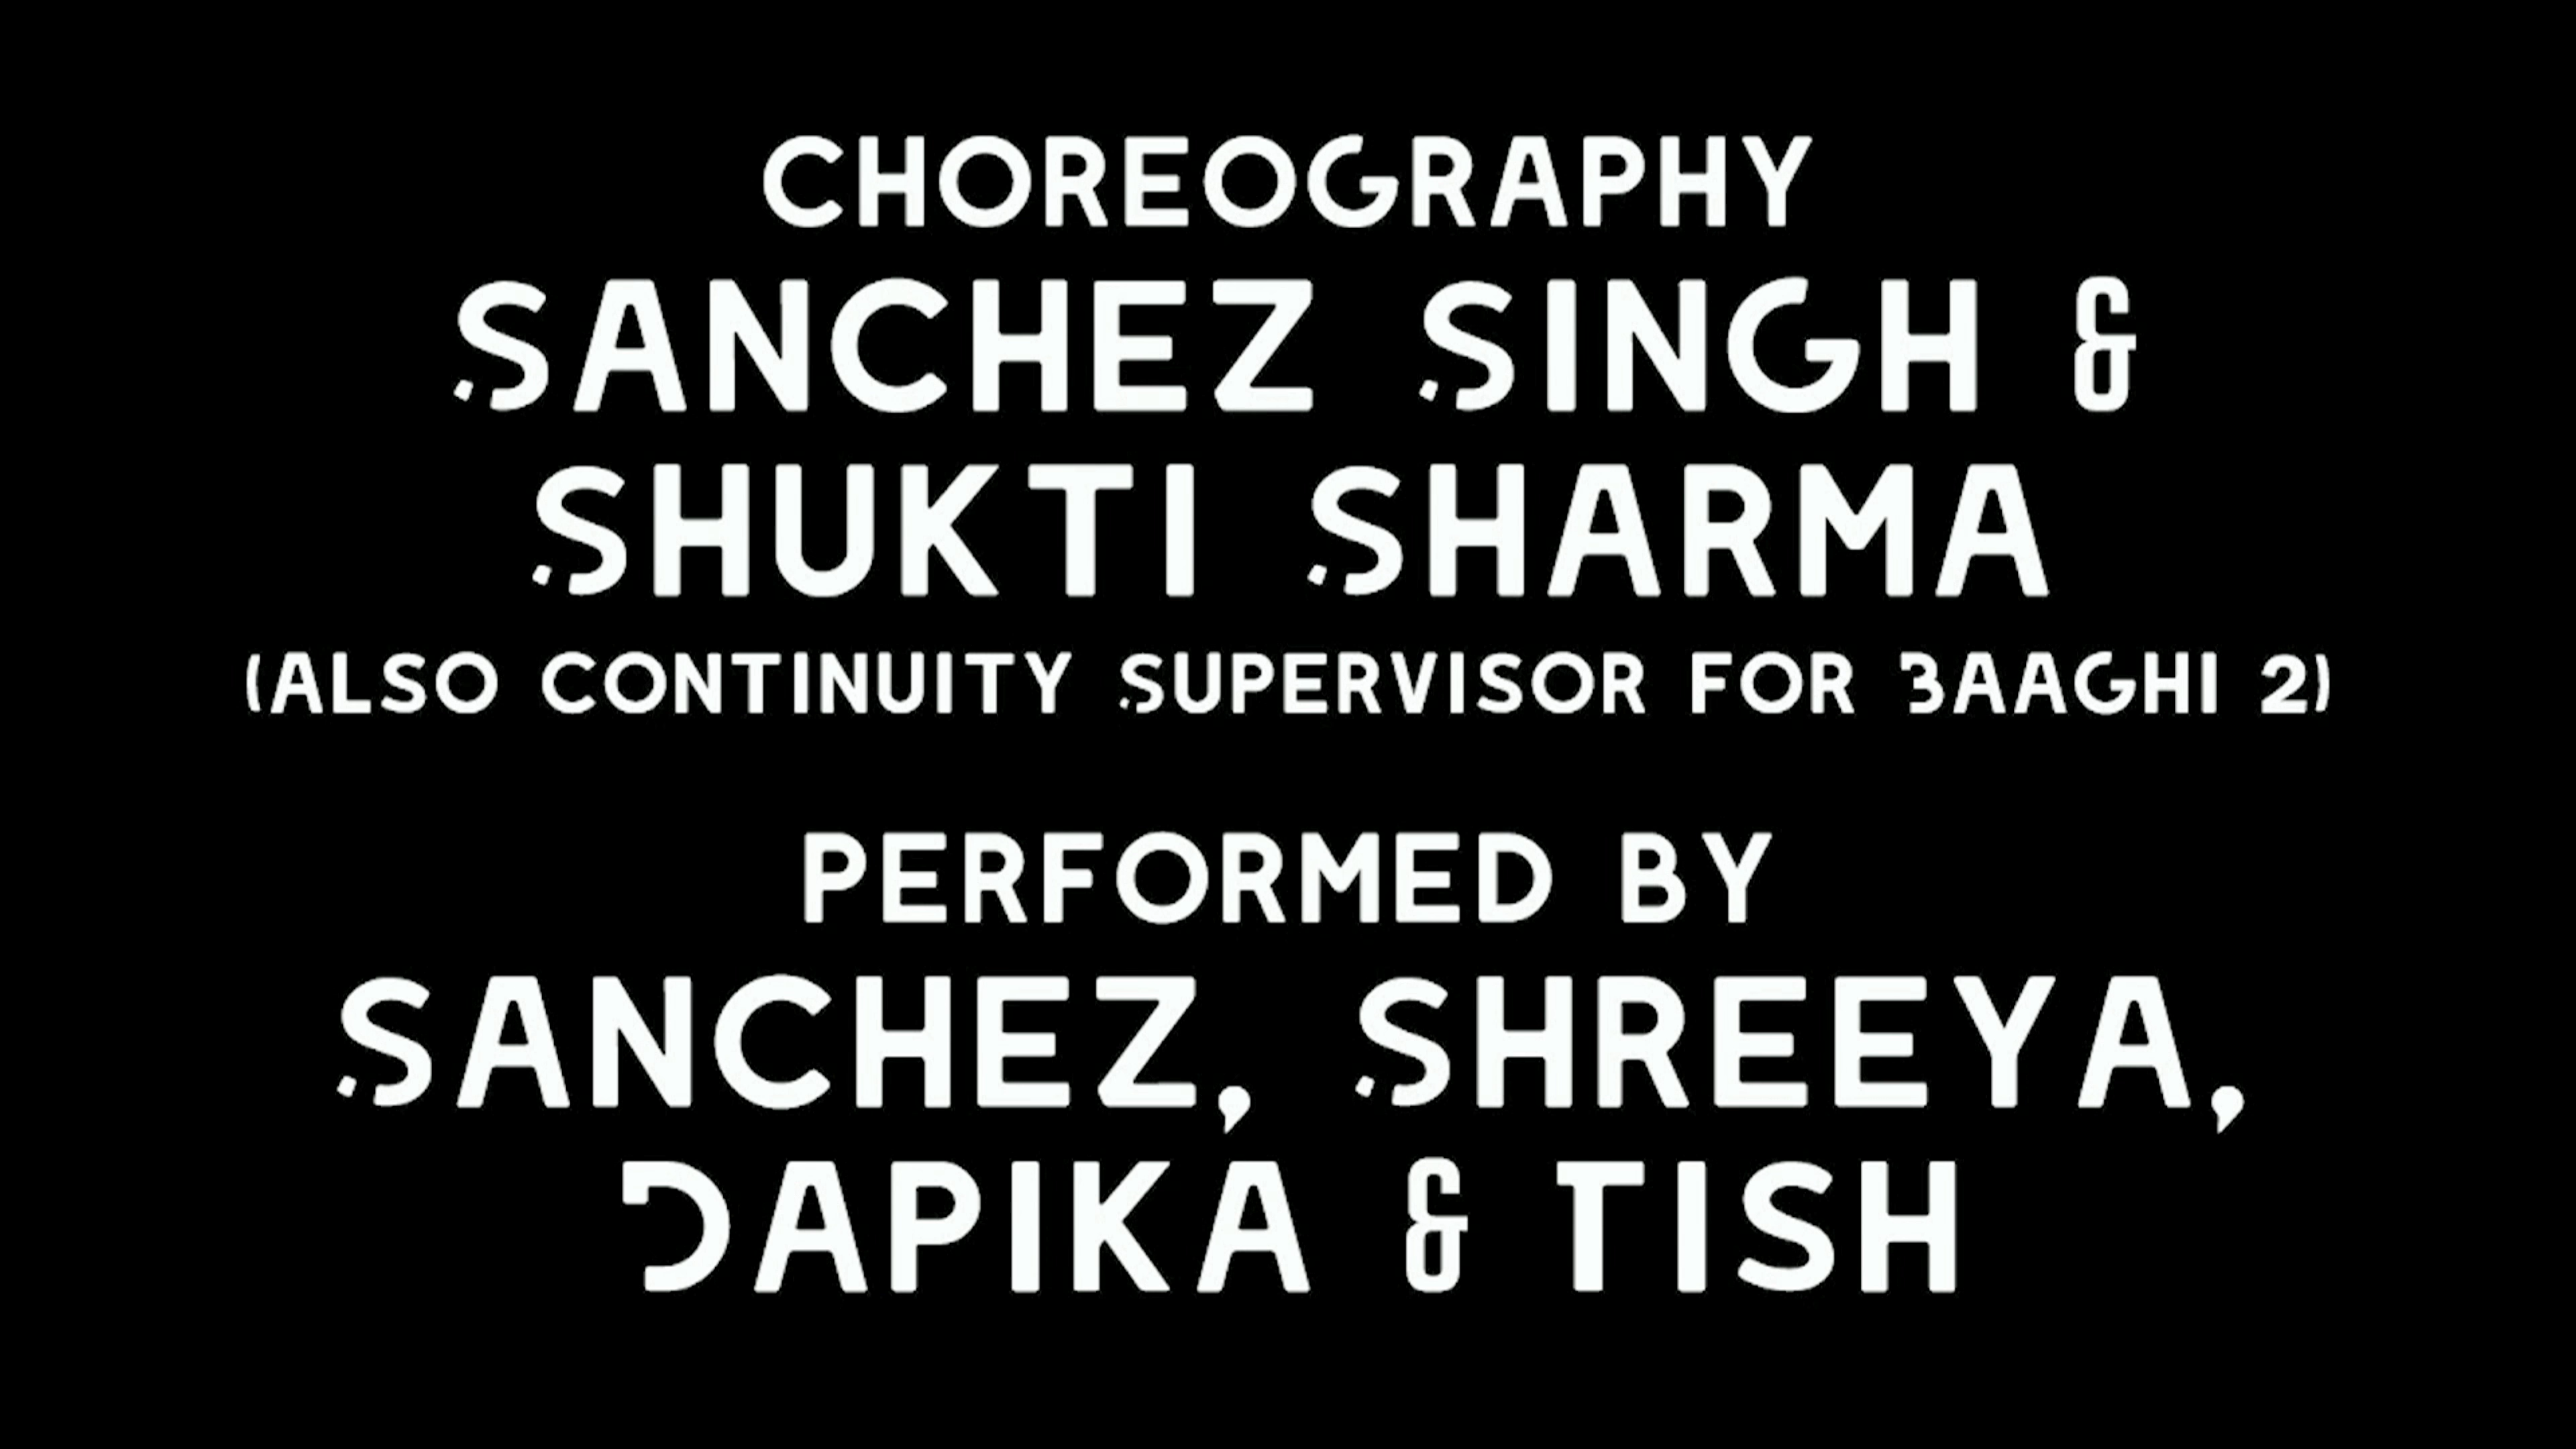 CHOREOGRAPHY
SANCHEZ SINGH &
SHUKTI SHARMA
(ALSO CONTINUITY SUPERVISOR FOR BAAGHI 2)
PERFORMED BY
SANCHEZ, SHREEYA,
DAPIKA & TISH